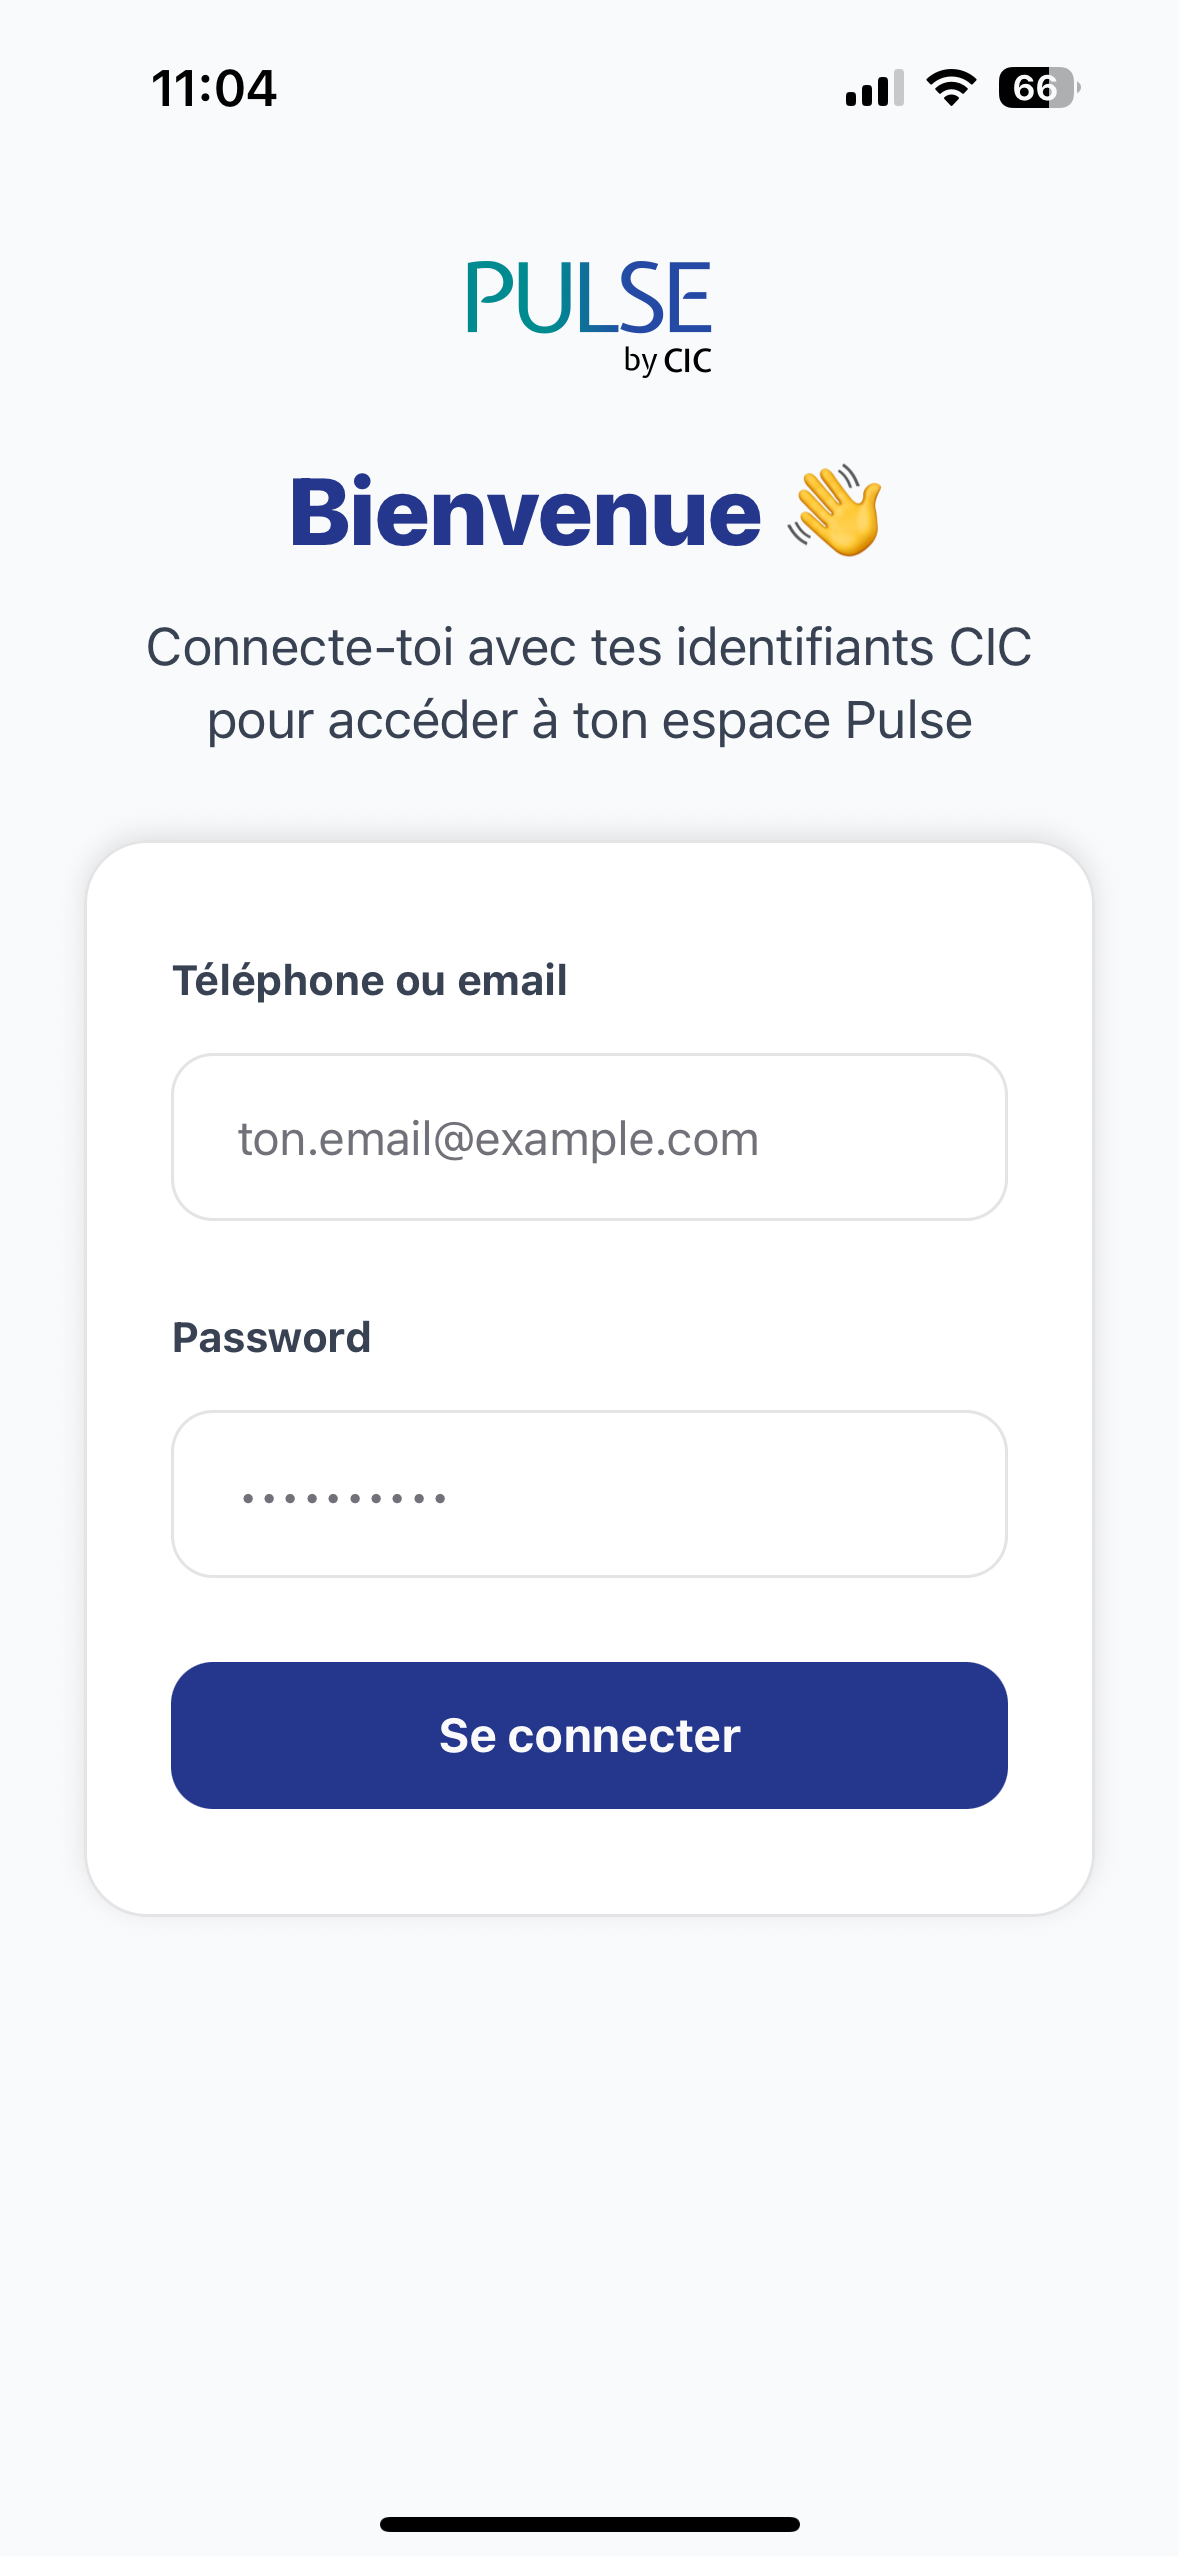 11:04
66
PULSE
by CIC
Bienvenue 👋
Connecte-toi avec tes identifiants CIC
pour accéder à ton espace Pulse
Téléphone ou email
ton.email@example.com
Password
••••••••••
Se connecter